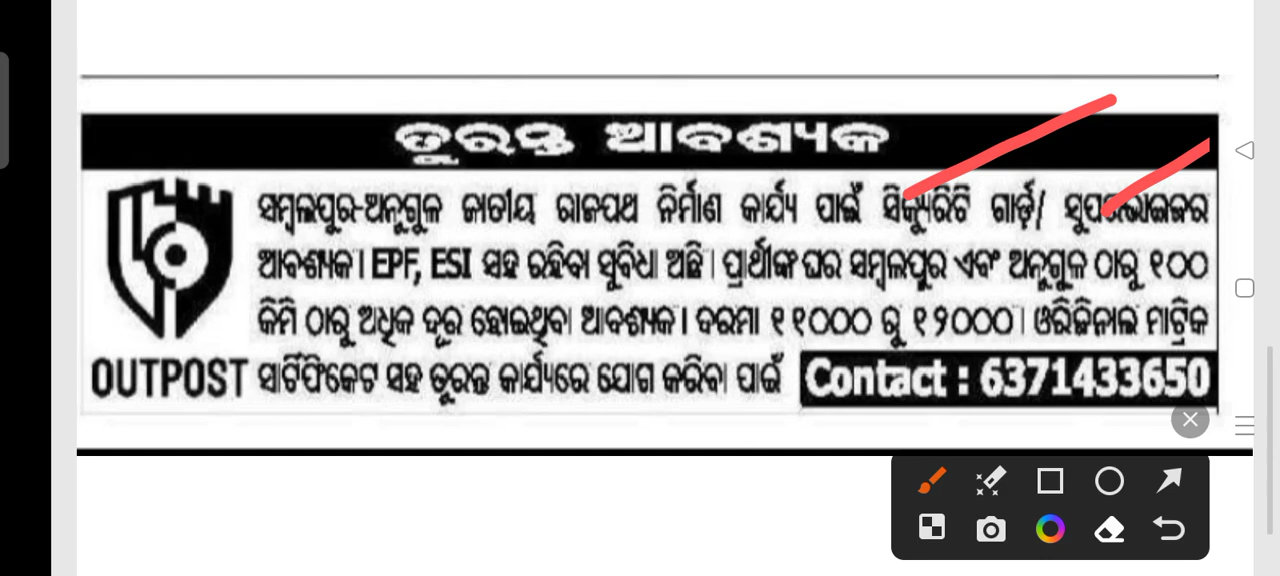 ତୁରନ୍ତ ଆବଶ୍ୟକ
ସମ୍ବଲପୁର-ଅନୁଗୁଳ ଜାତୀୟ ରାଜପଥ ନିର୍ମାଣ କାର୍ଯ୍ୟ ପାଇଁ ସିକ୍ୟୁରିଟି ଗାର୍ଡ଼/ ସୁପରଭାଇଜର
ଆବଶ୍ୟକ। EPF, ESI ସହ ରହିବା ସୁବିଧା ଅଛି। ପ୍ରାର୍ଥୀଙ୍କ ଘର ସମ୍ବଲପୁର ଏବଂ ଅନୁଗୁଳ ଠାରୁ ୧୦୦
କିମି ଠାରୁ ଅଧିକ ଦୂର ହୋଇଥିବା ଆବଶ୍ୟକ। ଦରମା ୧୧୦୦୦ ରୁ ୧୨୦୦୦। ଓରିଜିନାଲ ମାଟ୍ରିକ
ସାର୍ଟିଫିକେଟ ସହ ତୁରନ୍ତ କାର୍ଯ୍ୟରେ ଯୋଗ କରିବା ପାଇଁ Contact : 6371433650
OUTPOST